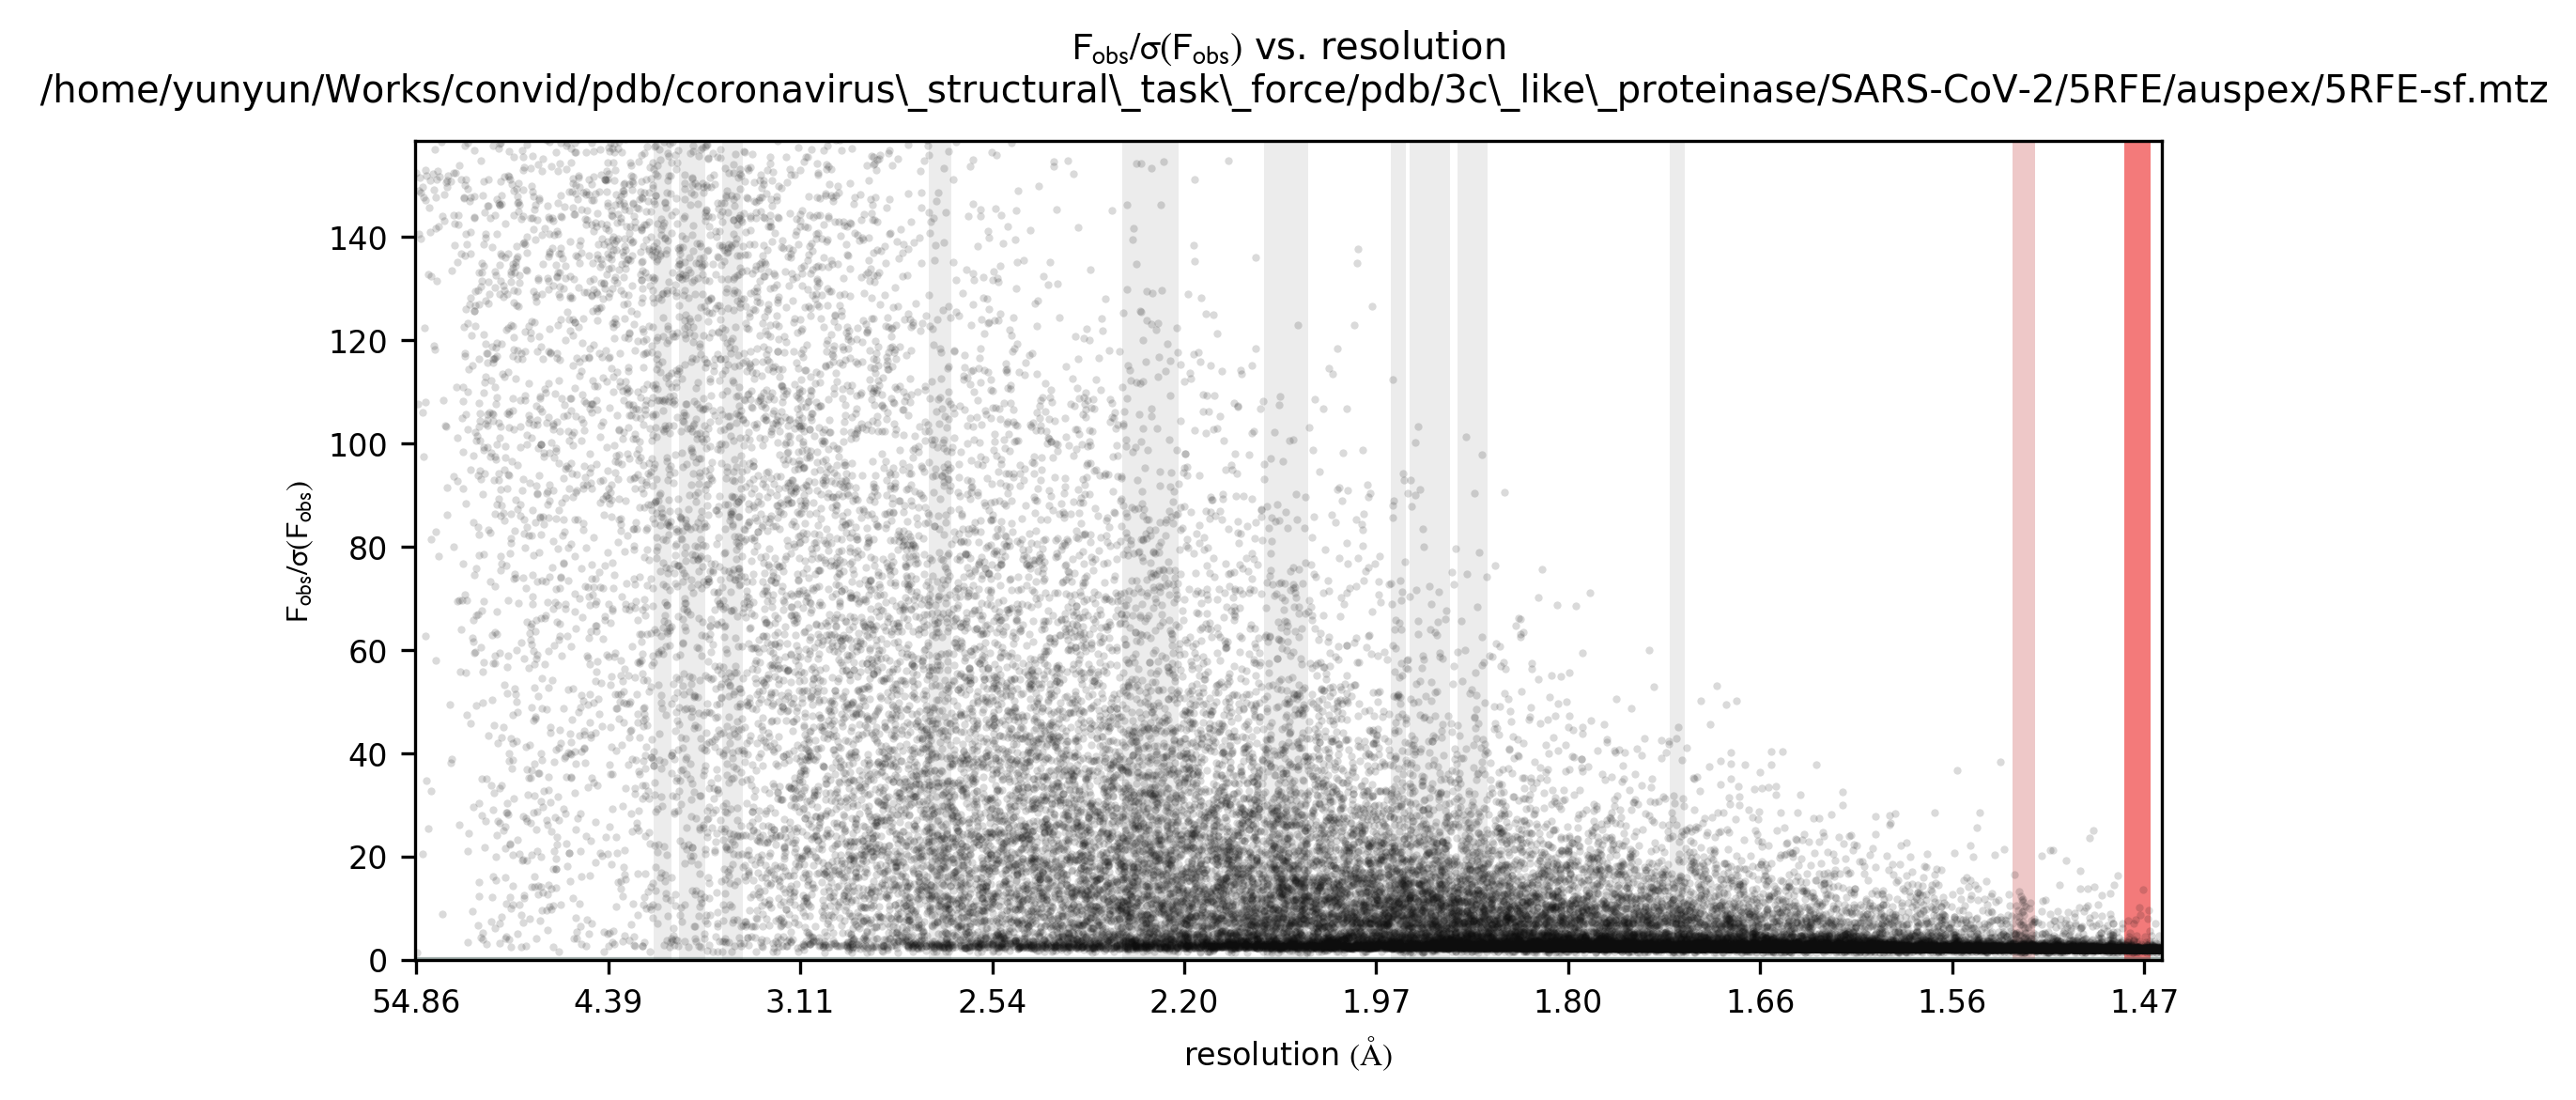 Fobs/σ(Fobs) vs. resolution
/home/yunyun/Works/convid/pdb/coronavirus\_structural\_task\_force/pdb/3c\_like\_proteinase/SARS-CoV-2/5RFE/auspex/5RFE-sf.mtz
Fobs/σ(Fobs)
140
120
100
80
60
40
20
0
54.86 4.39 3.11 2.54 2.20 1.97 1.80 1.66 1.56 1.47
resolution (Å)